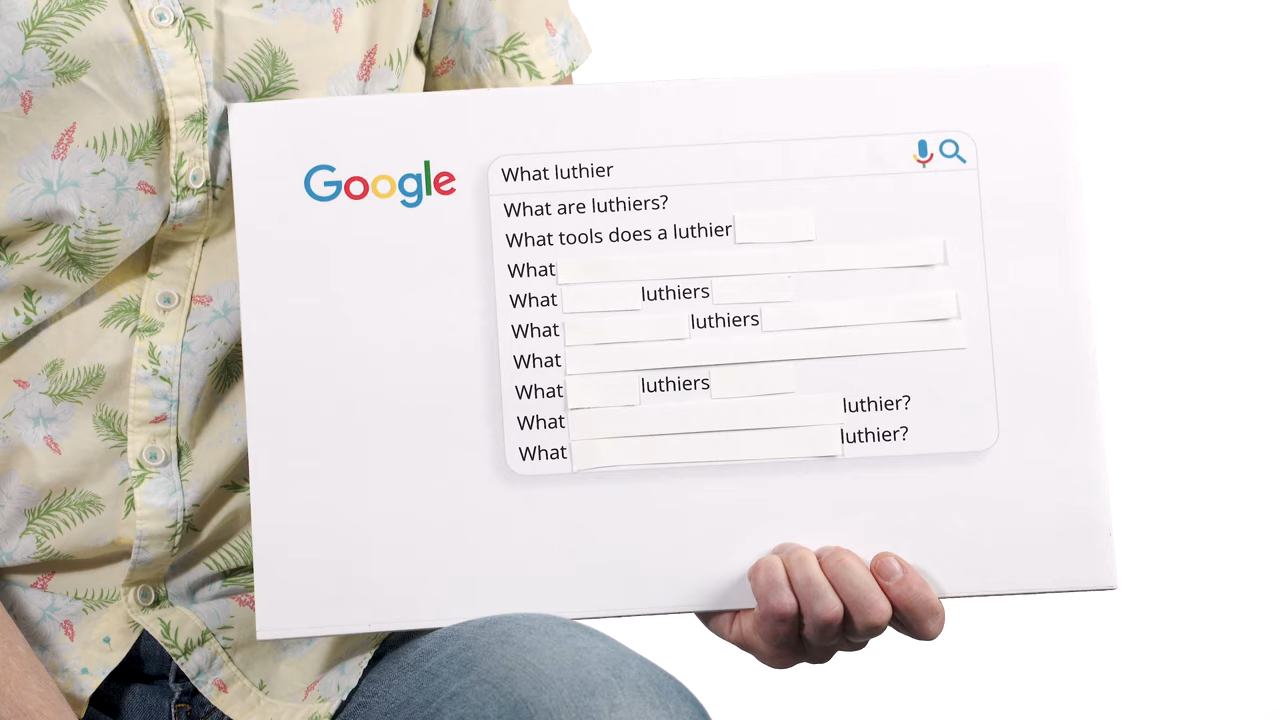 Google
What luthier
What are luthiers?
What tools does a luthier
What
What luthiers
What luthiers
What
What luthiers
What luthier?
What luthier?